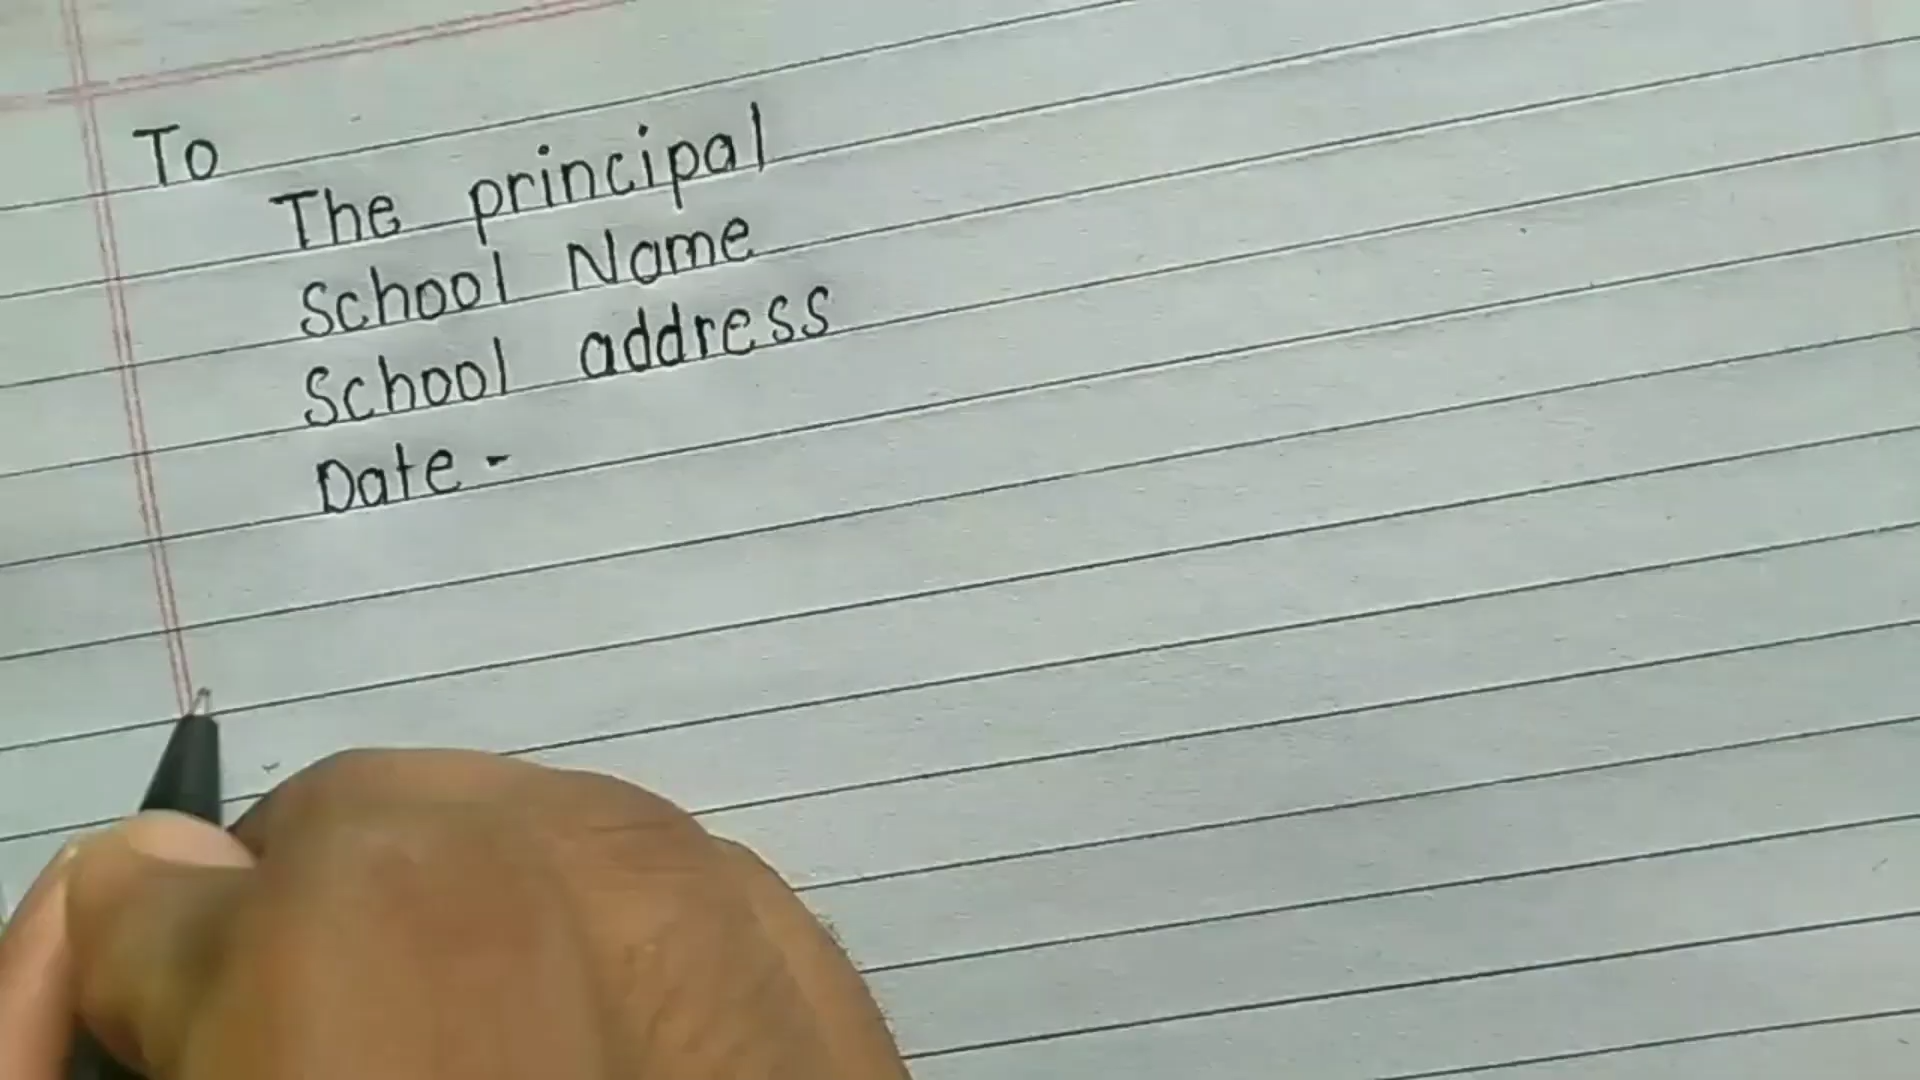 To
The principal
School Name
School address
Date -